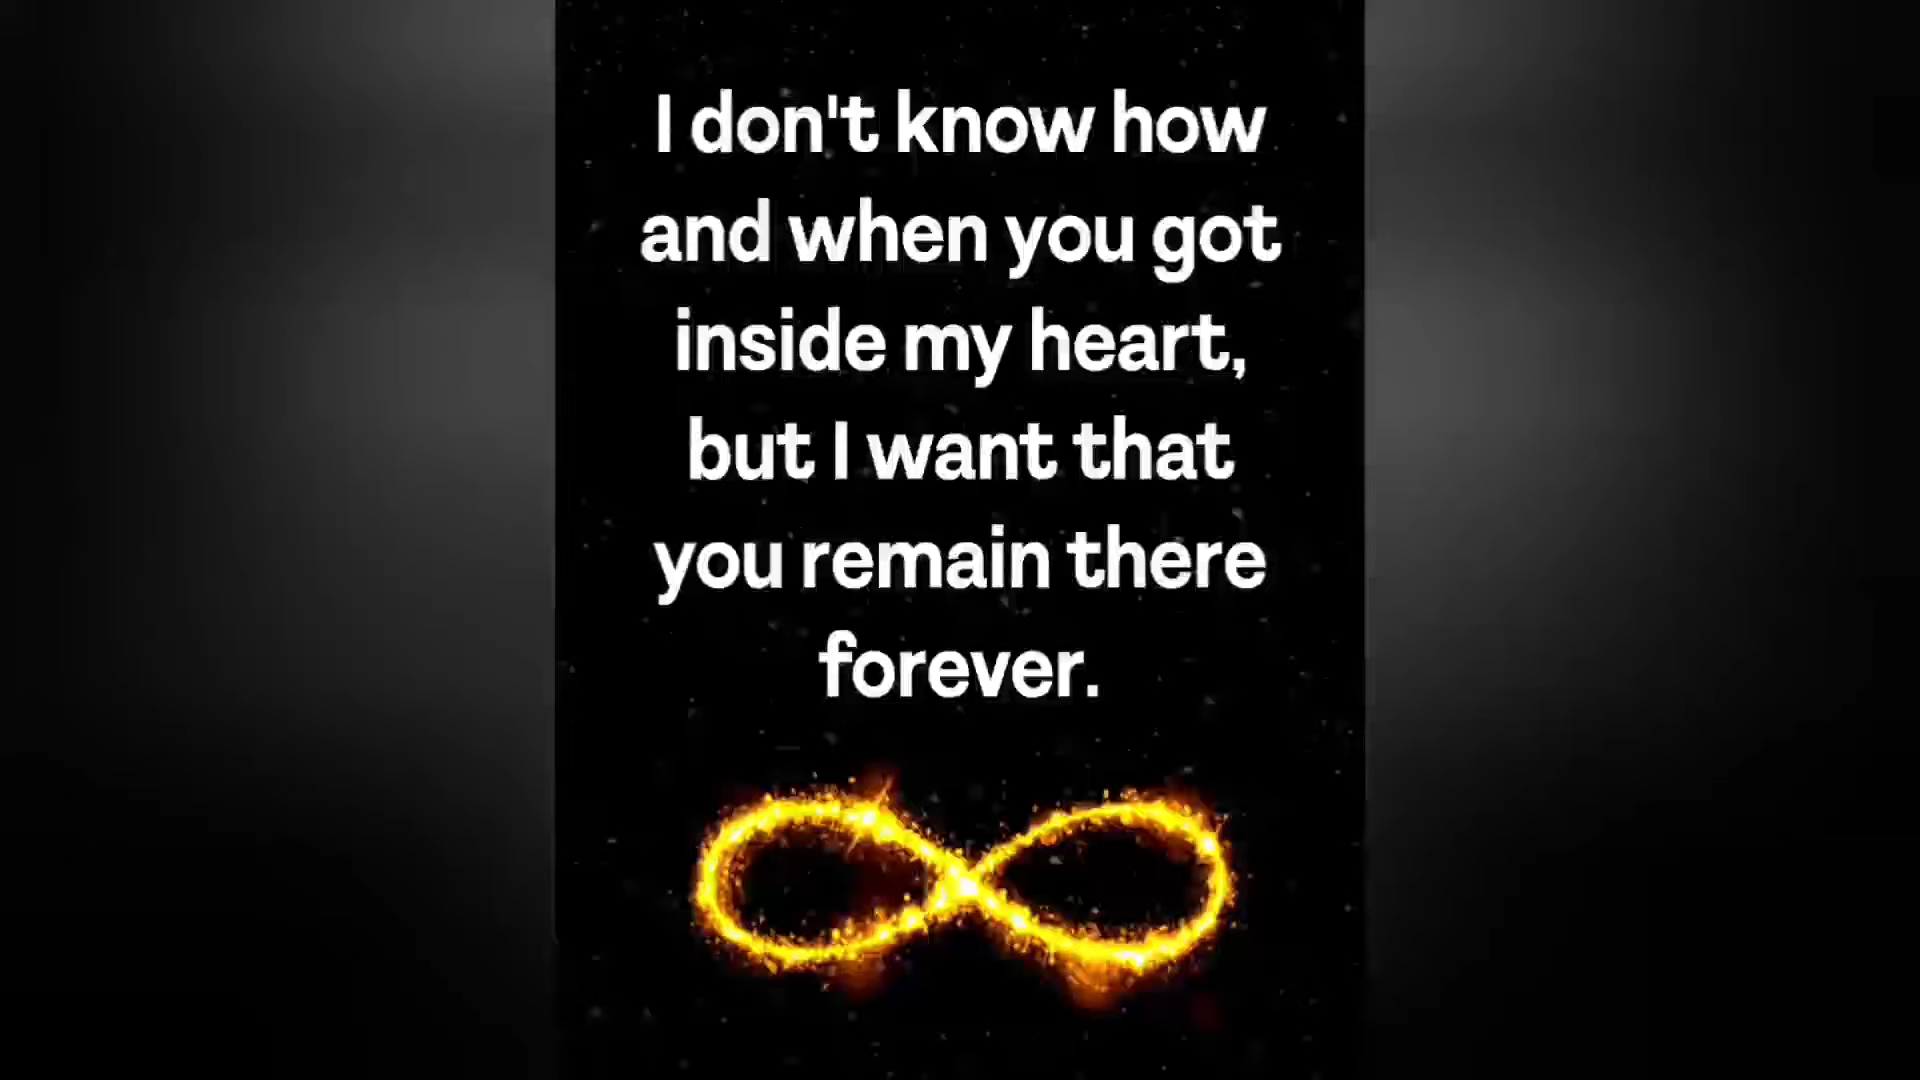 I don't know how
and when you got
inside my heart,
but I want that
you remain there
forever.